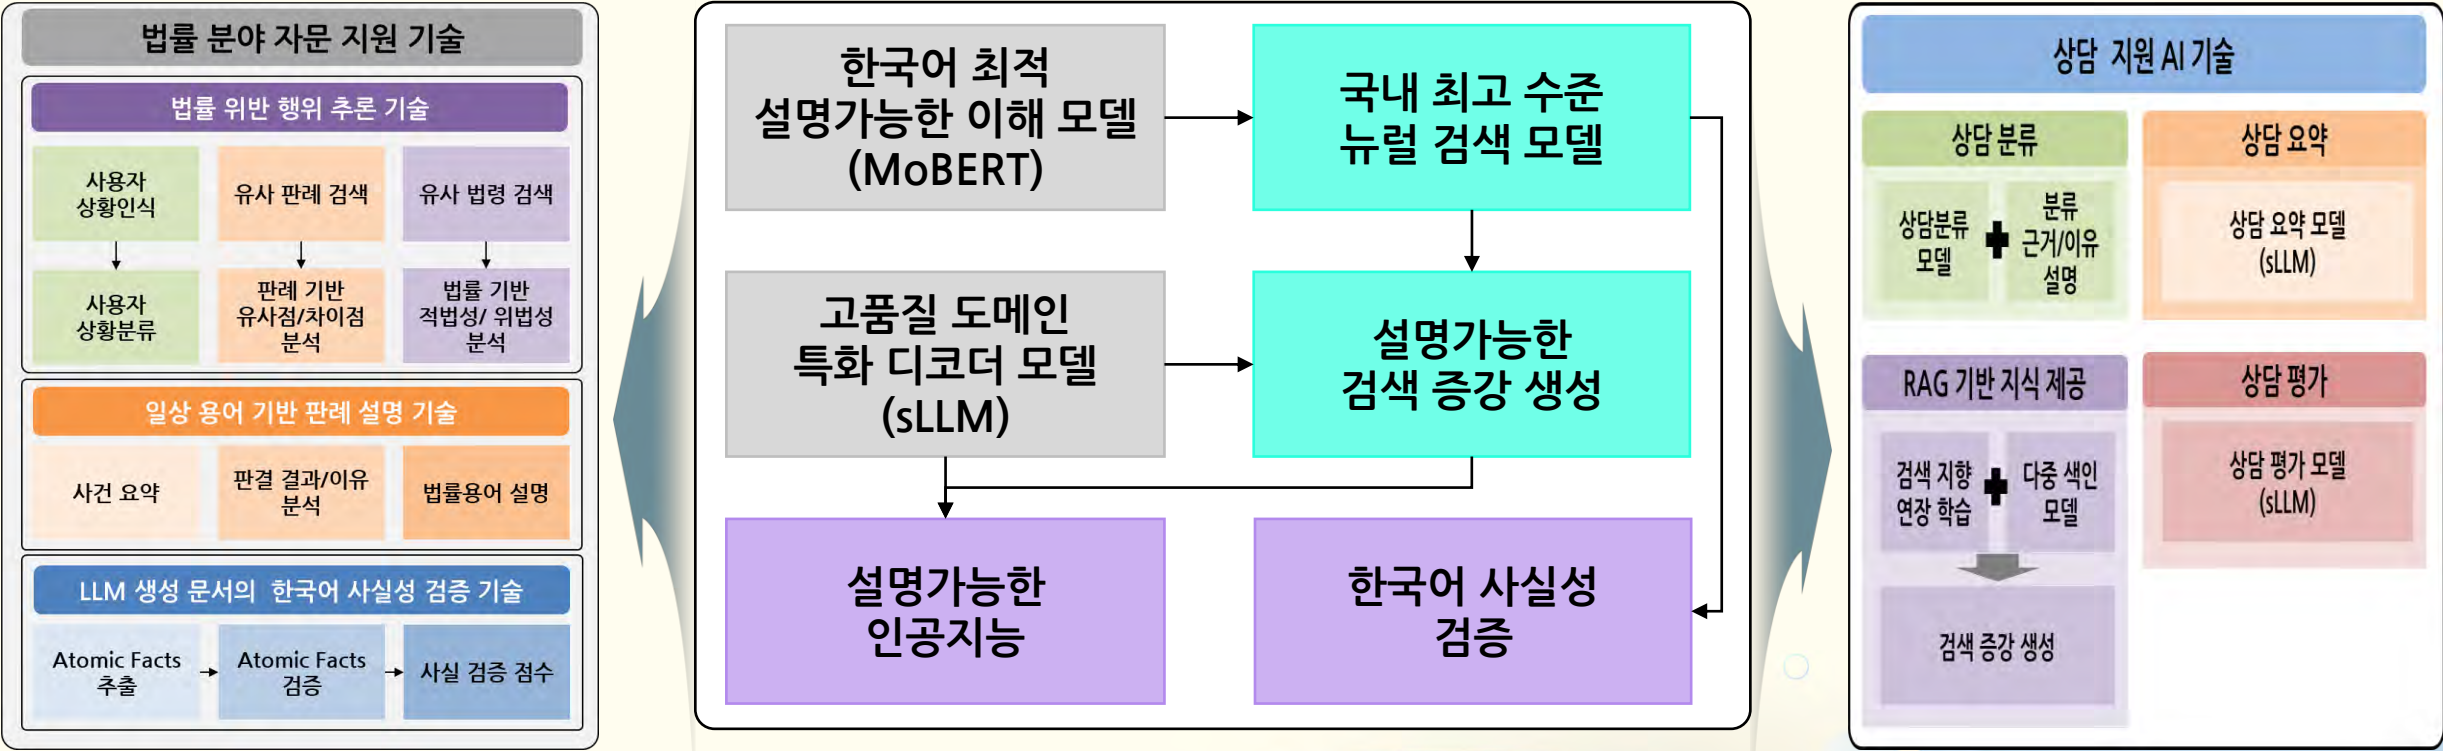 법률 분야 자문 지원 기술
법률 위반 행위 추론 기술
사용자
상황인식
유사 판례 검색
유사 법령 검색
사용자
상황분류
판례 기반
유사점/차이점
분석
법률 기반
적법성/ 위법성
분석
일상 용어 기반 판례 설명 기술
사건 요약
판결 결과/이유
분석
법률용어 설명
LLM 생성 문서의 한국어 사실성 검증 기술
Atomic Facts
추출
Atomic Facts
검증
사실 검증 점수
한국어 최적
설명가능한 이해 모델
(MoBERT)
국내 최고 수준
뉴럴 검색 모델
고품질 도메인
특화 디코더 모델
(sLLM)
설명가능한
검색 증강 생성
설명가능한
인공지능
한국어 사실성
검증
상담 지원 AI 기술
상담 분류
상담분류
모델
분류
근거/이유
설명
상담 요약
상담 요약 모델
(sLLM)
RAG 기반 지식 제공
검색 지향
연장 학습
다중 색인
모델
검색 증강 생성
상담 평가
상담 평가 모델
(sLLM)